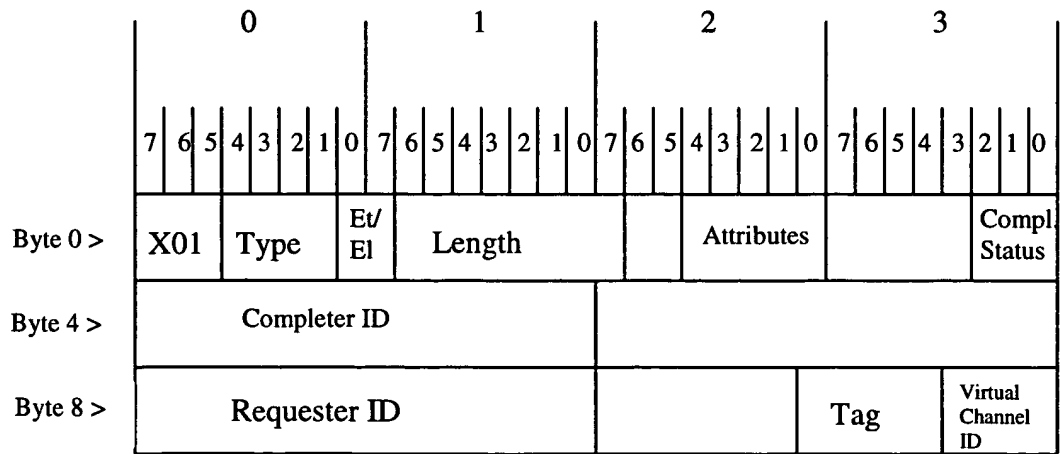 0 1 2 3
7 6 5 4 3 2 1 0 7 6 5 4 3 2 1 0 7 6 5 4 3 2 1 0 7 6 5 4 3 2 1 0
Byte 0 > X01 Type Et/ El Length Attributes Compl. Status
Byte 4 > Completer ID
Byte 8 > Requester ID Tag Virtual Channel ID